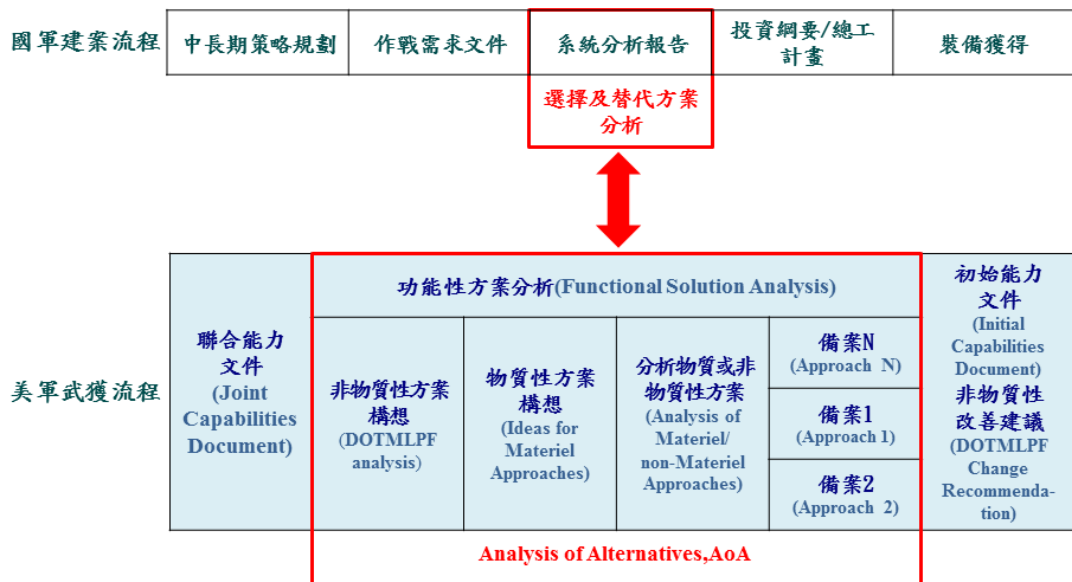 國軍建案流程
中長期策略規劃
作戰需求文件
系統分析報告
投資綱要/總工
計畫
裝備獲得
選擇及替代方案
分析
美軍武獲流程
聯合能力
文件
(Joint
Capabilities
Document)
功能性方案分析(Functional Solution Analysis)
非物質性方案
構想
(DOTMLPF
analysis)
物質性方案
構想
(Ideas for
Materiel
Approaches)
分析物質或非
物質性方案
(Analysis of
Materiel/
non-Materiel
Approaches)
備案N
(Approach N)
備案1
(Approach 1)
備案2
(Approach 2)
初始能力
文件
(Initial
Capabilities
Document)
非物質性
改善建議
(DOTMLPF
Change
Recommenda-
tion)
Analysis of Alternatives,AoA